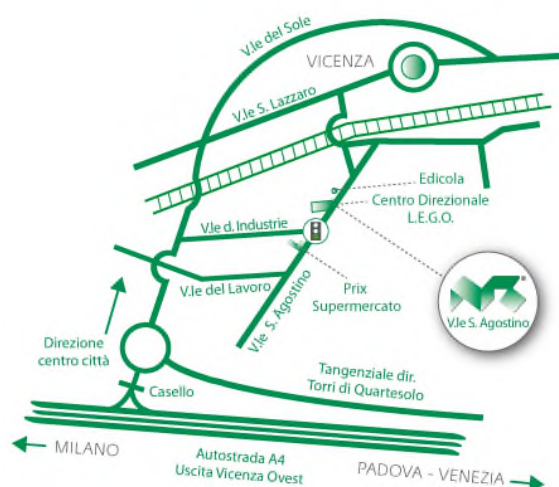 V.le del Sole
VICENZA
V.le S. Lazzaro
Edicola
Centro Direzionale
L.E.G.O.
V.le d. Industrie
V.le del Lavoro
V.le S. Agostino
Prix
Supermercato
V.le S. Agostino
Direzione
centro città
Casello
Tangenziale dir.
Torri di Quartesolo
MILANO
Autostrada A4
Uscita Vicenza Ovest
PADOVA - VENEZIA